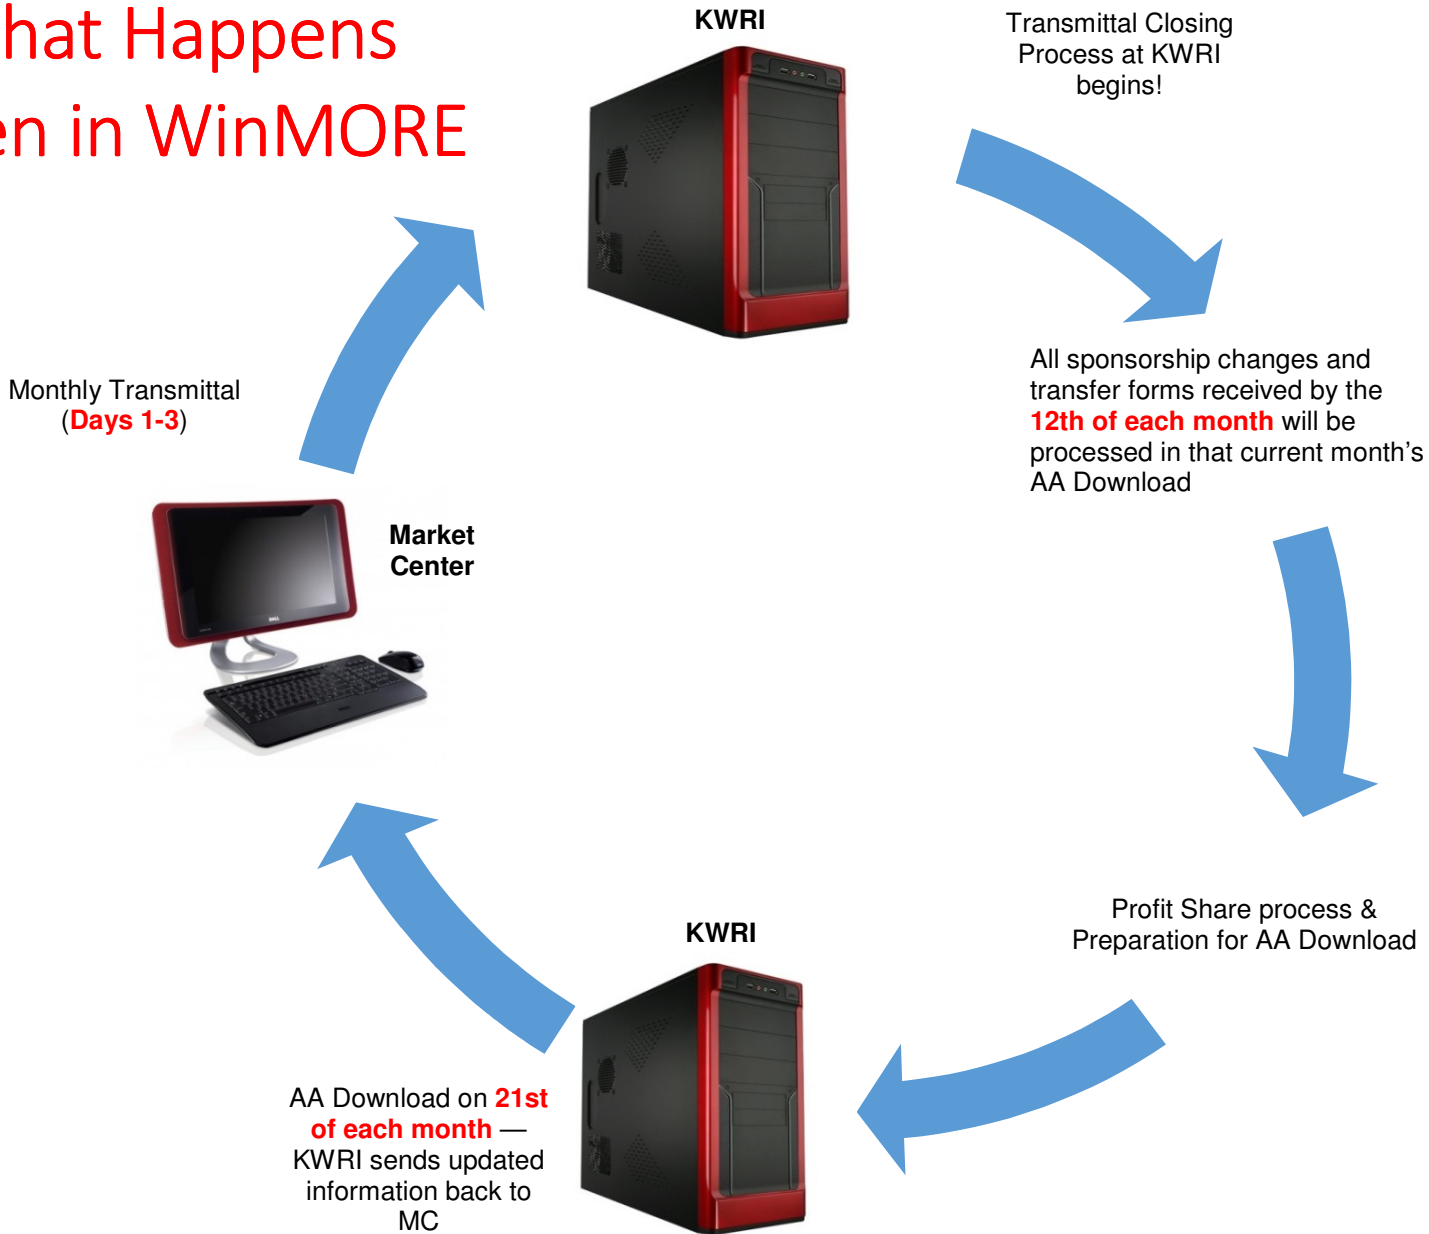 hat Happens
en in WinMORE
KWRI
Transmittal Closing
Process at KWRI
begins!
All sponsorship changes and
transfer forms received by the
12th of each month will be
processed in that current month's
AA Download
Monthly Transmittal
(Days 1-3)
Market
Center
Profit Share process &
Preparation for AA Download
KWRI
AA Download on 21st
of each month —
KWRI sends updated
information back to
MC